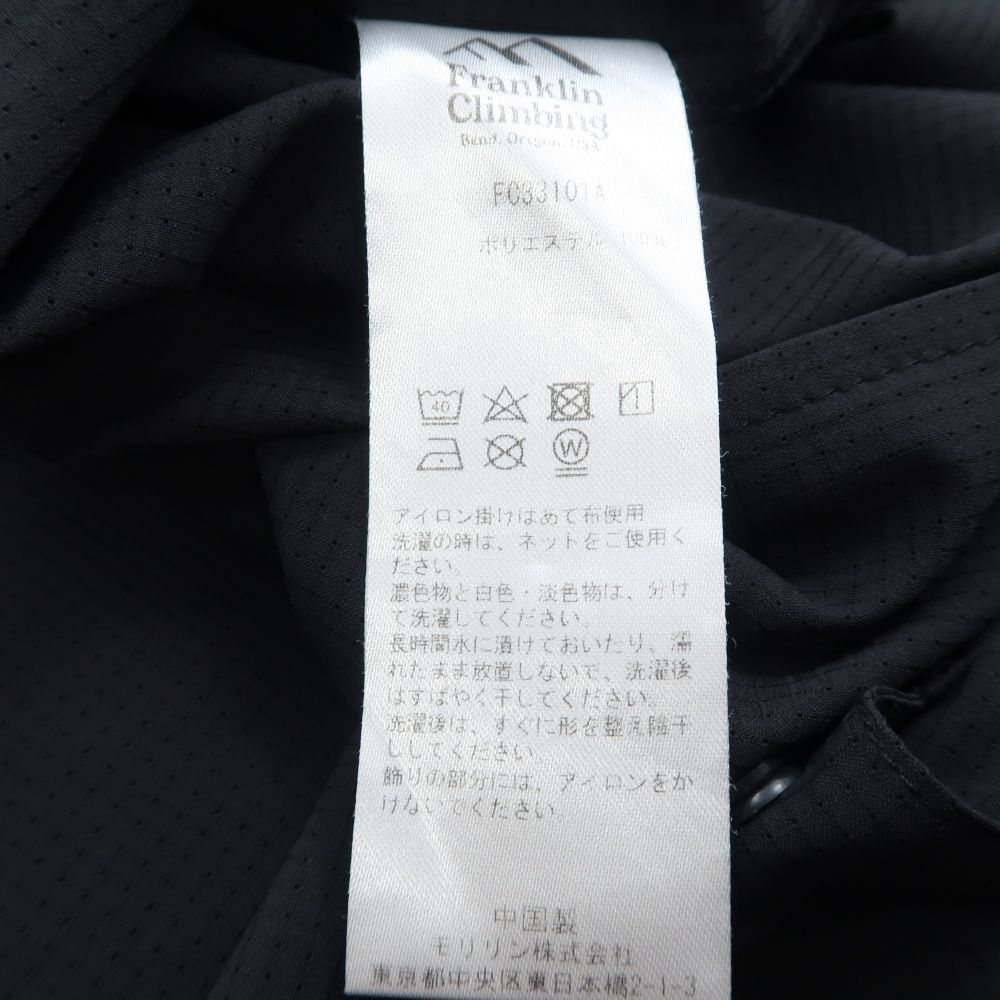 Franklin
Climbing
Bend, Oregon, USA
FC33101A
ポリエステル 100%
40
W
アイロン掛けはあて布使用
洗濯の時は、ネットをご使用く
ださい。
濃色物と白色・淡色物は、分け
て洗濯してください。
長時間水に漬けておいたり、濡
れたまま放置しないで、洗濯後
はすばやく干してください。
洗濯後は、すぐに形を整え陰干
ししてください。
飾りの部分には、アイロンをか
けないでください。
中国製
モリリン株式会社
東京都中央区東日本橋2-1-3